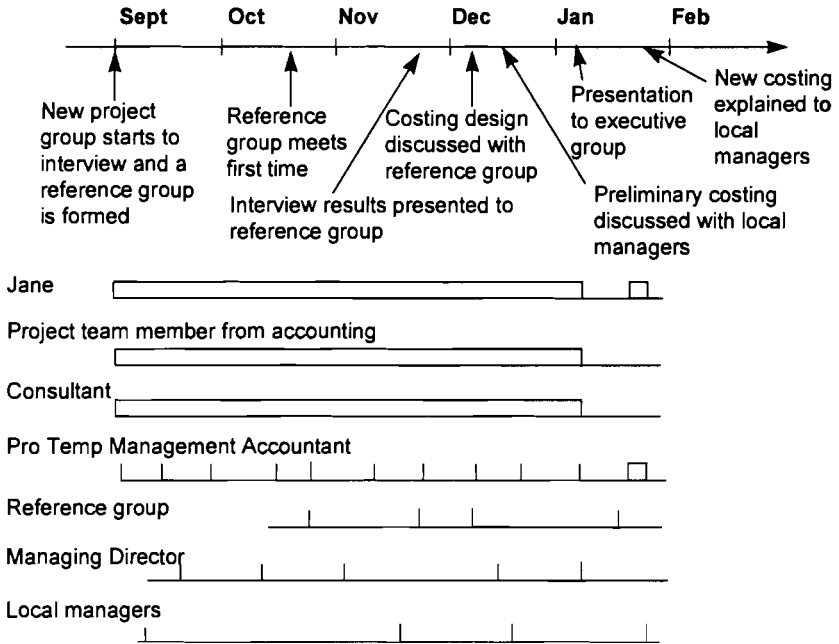 Sept Oct Nov Dec Jan Feb
New project
group starts to
interview and a
reference group
is formed
Reference
group meets
first time
Interview results presented to
reference group
Costing design
discussed with
reference group
Presentation
to executive
group
Preliminary costing
discussed with local
managers
New costing
explained to
local
managers
Jane
Project team member from accounting
Consultant
Pro Temp Management Accountant
Reference group
Managing Director
Local managers